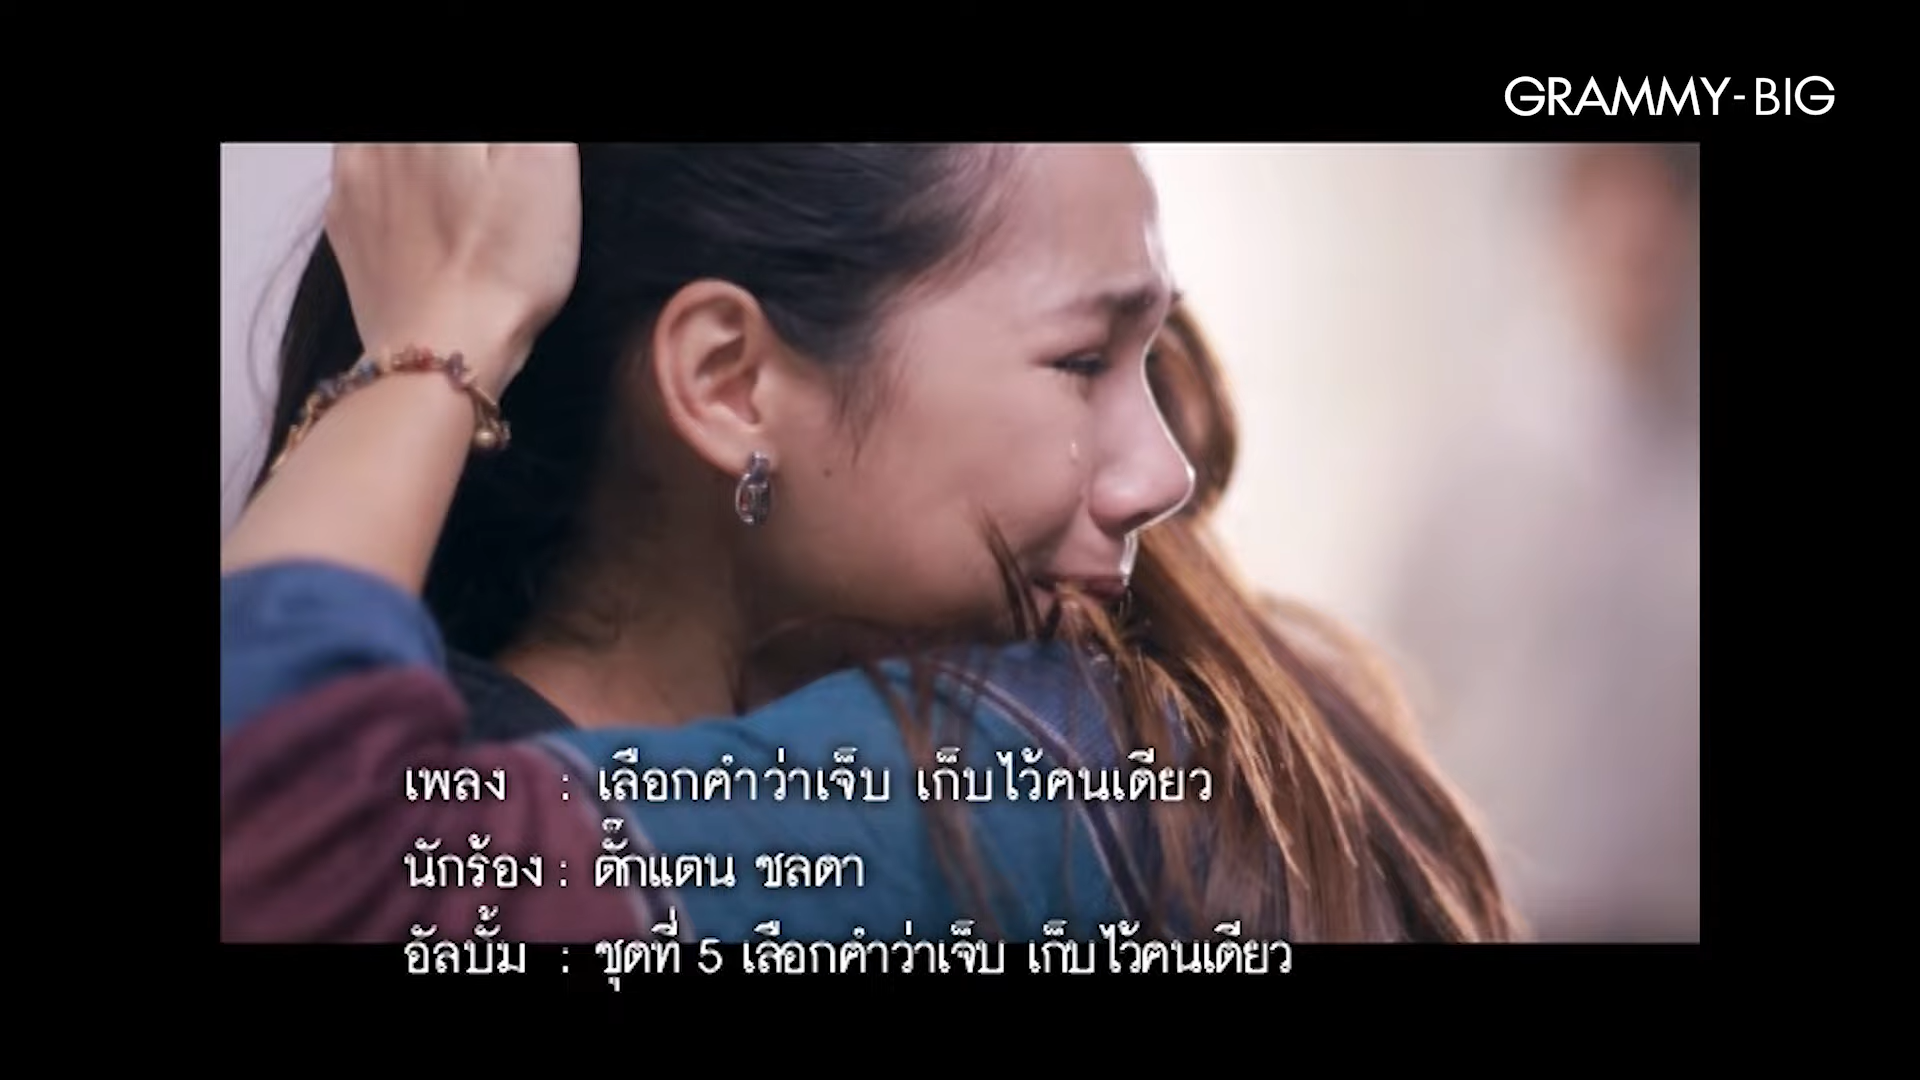 GRAMMY-BIG
เพลง : เลือกคำว่าเจ็บ เก็บไว้คนเดียว
นักร้อง : ตั๊กแตน ชลดา
อัลบั้ม : ชุดที่ 5 เลือกคำว่าเจ็บ เก็บไว้คนเดียว